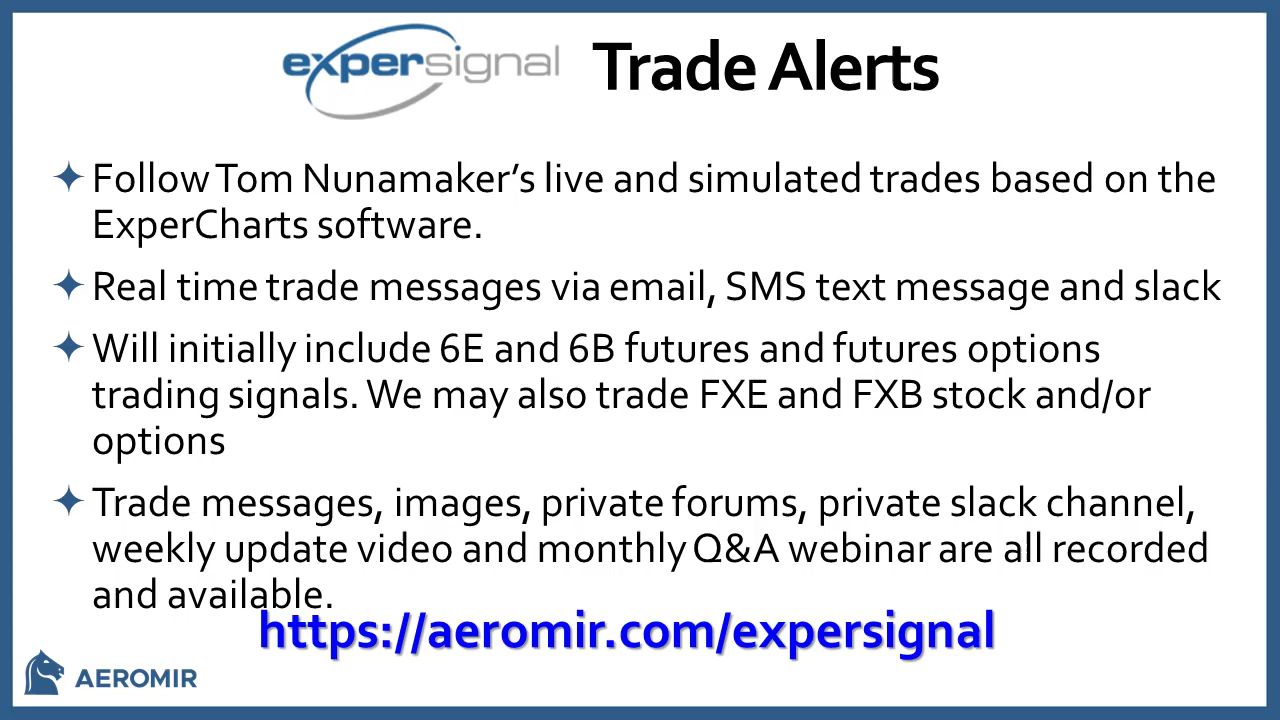 expersignal Trade Alerts
Follow Tom Nunamaker’s live and simulated trades based on the
ExperCharts software.
Real time trade messages via email, SMS text message and slack
Will initially include 6E and 6B futures and futures options
trading signals. We may also trade FXE and FXB stock and/or
options
Trade messages, images, private forums, private slack channel,
weekly update video and monthly Q&A webinar are all recorded
and available.
https://aeromir.com/expersignal
AEROMIR